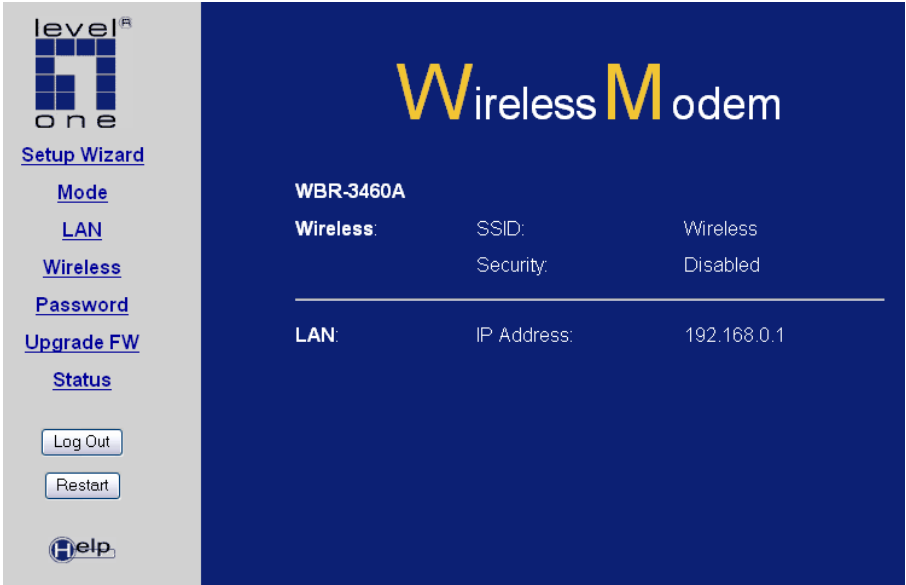 level®
one
Setup Wizard
Mode
LAN
Wireless
Password
Upgrade FW
Status
Log Out
Restart
Help
Wireless Modem
WBR-3460A
Wireless: SSID: Wireless
Security: Disabled
LAN: IP Address: 192.168.0.1